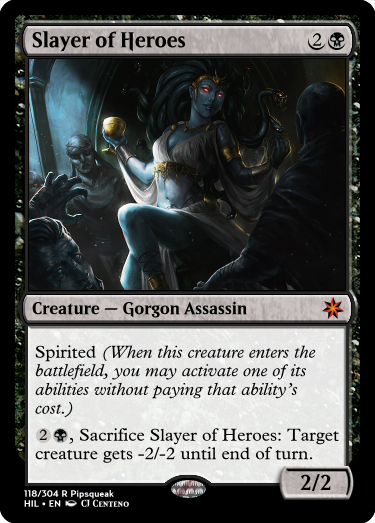 Slayer of Heroes 2
Creature — Gorgon Assassin
Spirited (When this creature enters the
battlefield, you may activate one of its
abilities without paying that ability's
cost.)
2 , Sacrifice Slayer of Heroes: Target
creature gets -2/-2 until end of turn.
2/2
118/304 R Pipsqueak
HIL • EN CJ Centeno